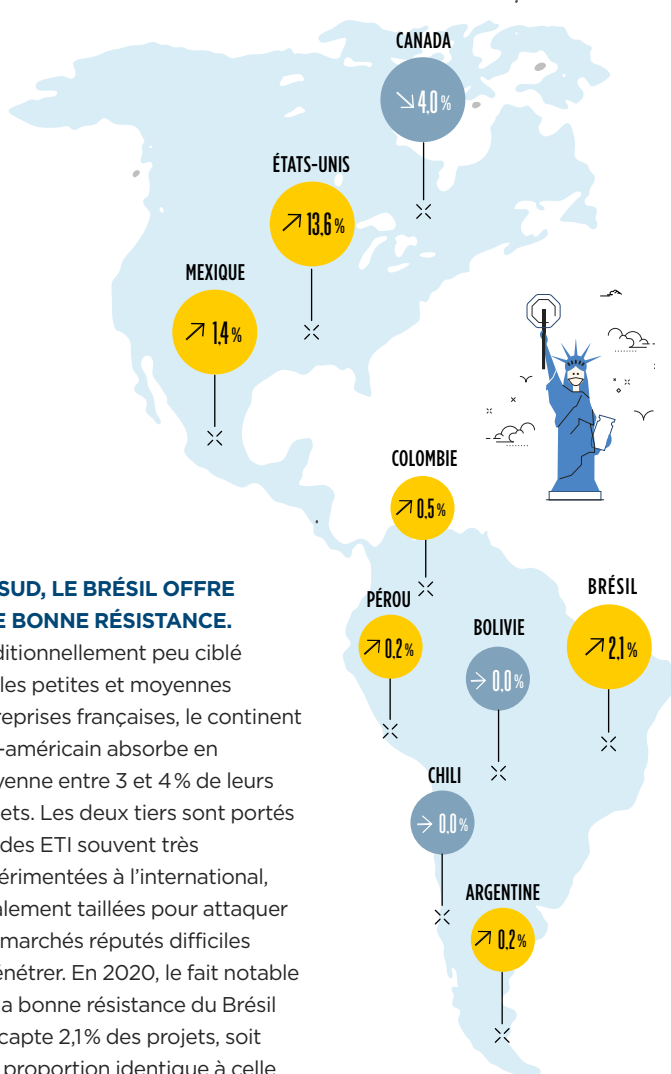 CANADA
↘ 4,0 %
ÉTATS-UNIS
↗ 13,6 %
MEXIQUE
↗ 1,4 %
COLOMBIE
↗ 0,5 %
SUD, LE BRÉSIL OFFRE
E BONNE RÉSISTANCE.
PÉROU
↗ 0,2 %
BOLIVIE
→ 0,0 %
BRÉSIL
↗ 2,1 %
ditionnellement peu ciblé
les petites et moyennes
reprises françaises, le continent
-américain absorbe en
yenne entre 3 et 4 % de leurs
ets. Les deux tiers sont portés
des ETI souvent très
érimentées à l'international,
alement taillées pour attaquer
marchés réputés difficiles
énétrer. En 2020, le fait notable
a bonne résistance du Brésil
capte 2,1 % des projets, soit
proportion identique à celle
CHILI
→ 0,0 %
ARGENTINE
↗ 0,2 %